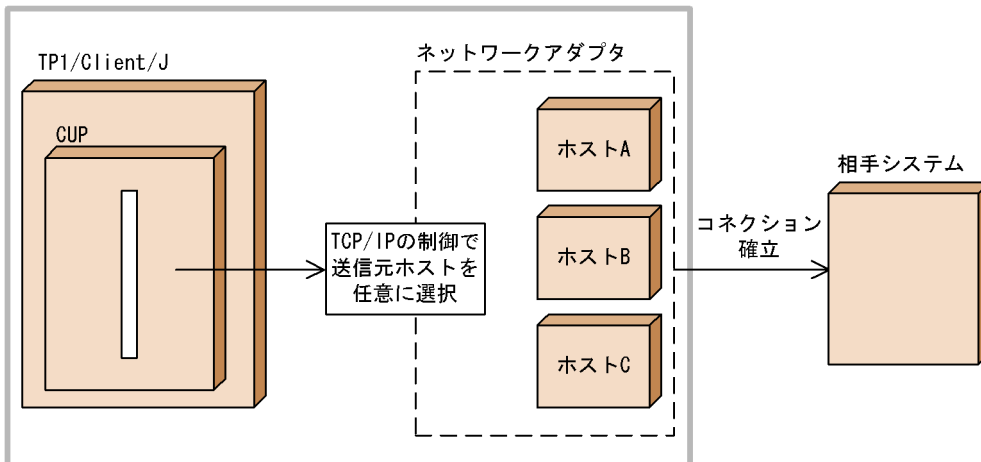 TP1/Client/J
CUP
TCP/IPの制御で
送信元ホストを
任意に選択
ネットワークアダプタ
ホストA
ホストB
ホストC
コネクション
確立
相手システム